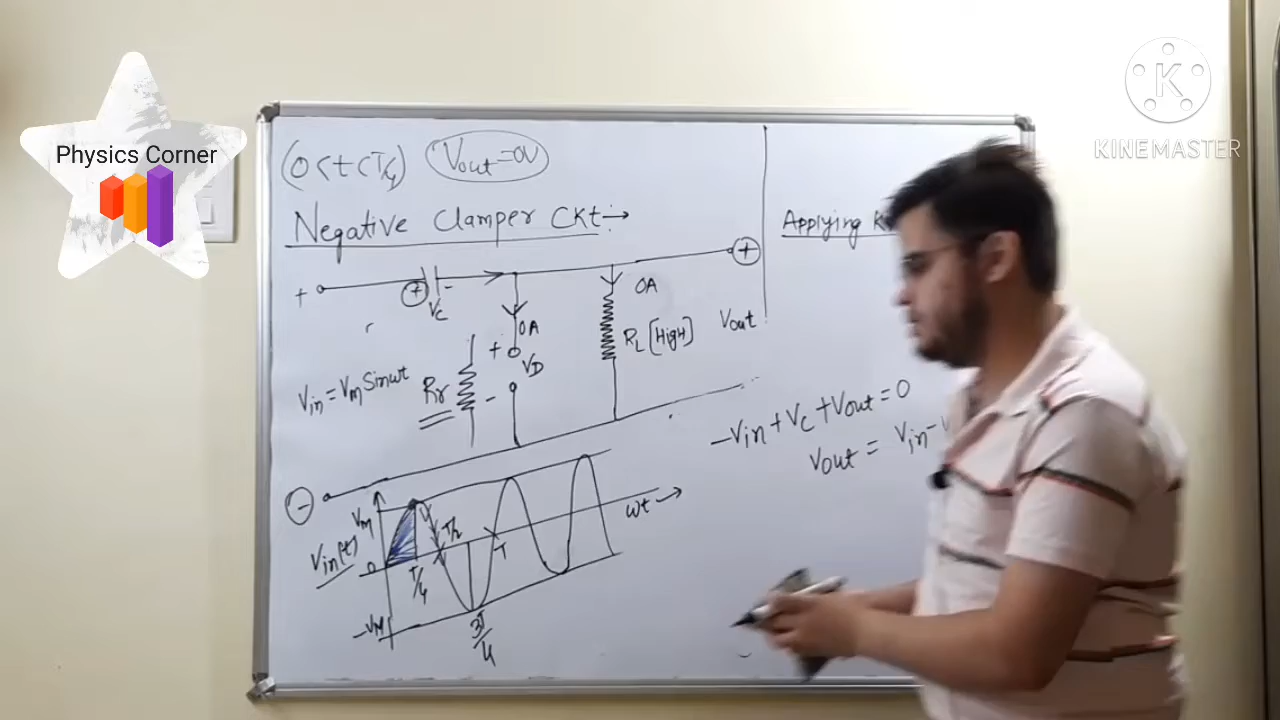 Physics Corner
KINEMASTER
(0<t<T/4) Vout=0V
Negative Clamper CKt:→
Applying
+ + - Vc 0A 0A +
+ VD - RL [High] Vout
Vin = VM Sinωt Rr
-Vin+Vc+Vout=0
Vout = Vin-
-
VM
Vin(t) 0 T/4 T/2 T ωt →
-VM 3T/4